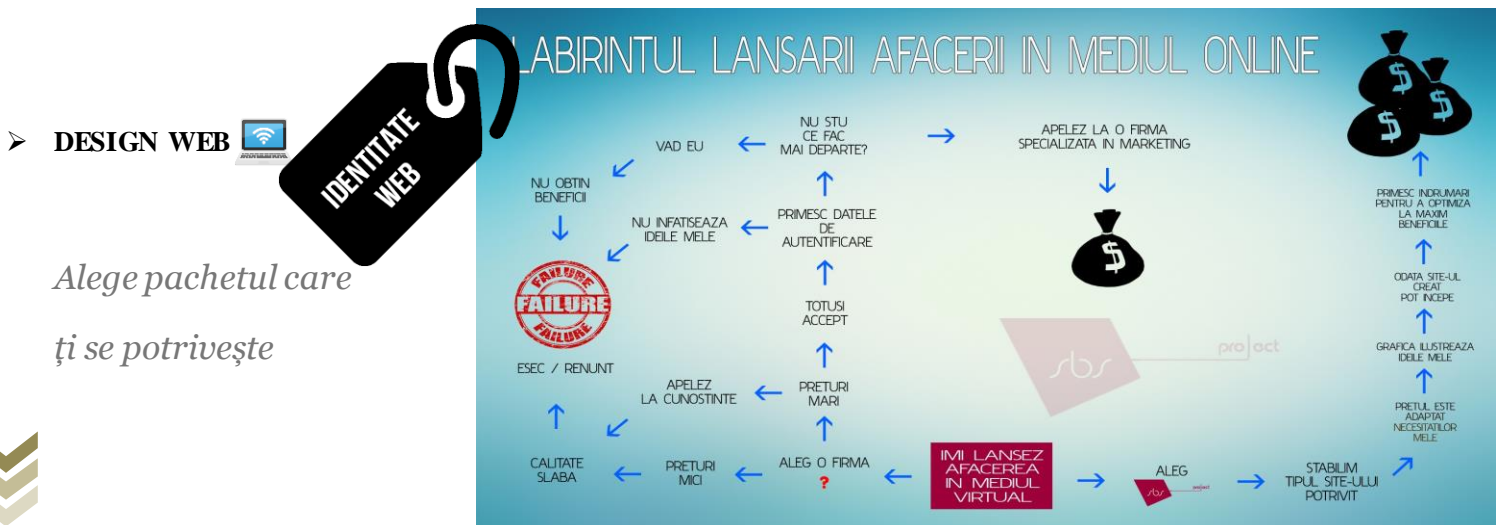 ➢ DESIGN WEB
IDENTITATE
WEB
Alege pachetul care
ți se potrivește
LABIRINTUL LANSARII AFACERII IN MEDIUL ONLINE
NU STU
CE FAC
MAI DEPARTE?
VAD EU
NU OBTIN
BENEFICII
APELEZ LA O FIRMA
SPECIALIZATA IN MARKETING
$
PRIMESC DATELE
DE
AUTENTIFICARE
NU INFATISEAZA
IDEILE MELE
FAILURE
FAILURE
FAILURE
ESEC / RENUNT
TOTUSI
ACCEPT
PRETURI
MARI
APELEZ
LA CUNOSTINTE
CALITATE
SLABA
PRETURI
MICI
ALEG O FIRMA
?
IMI LANSEZ
AFACEREA
IN MEDIUL
VIRTUAL
ALEG
sbs project
STABILIM
TIPUL SITE-ULUI
POTRIVIT
PRETUL ESTE
ADAPTAT
NECESITATILOR
MELE
GRAFICA ILUSTREAZA
IDEILE MELE
ODATA SITE-UL
CREAT
POT INCEPE
PRIMESC INDRUMARI
PENTRU A OPTIMIZA
LA MAXIM
BENEFICIILE
$
$
$
sbs project